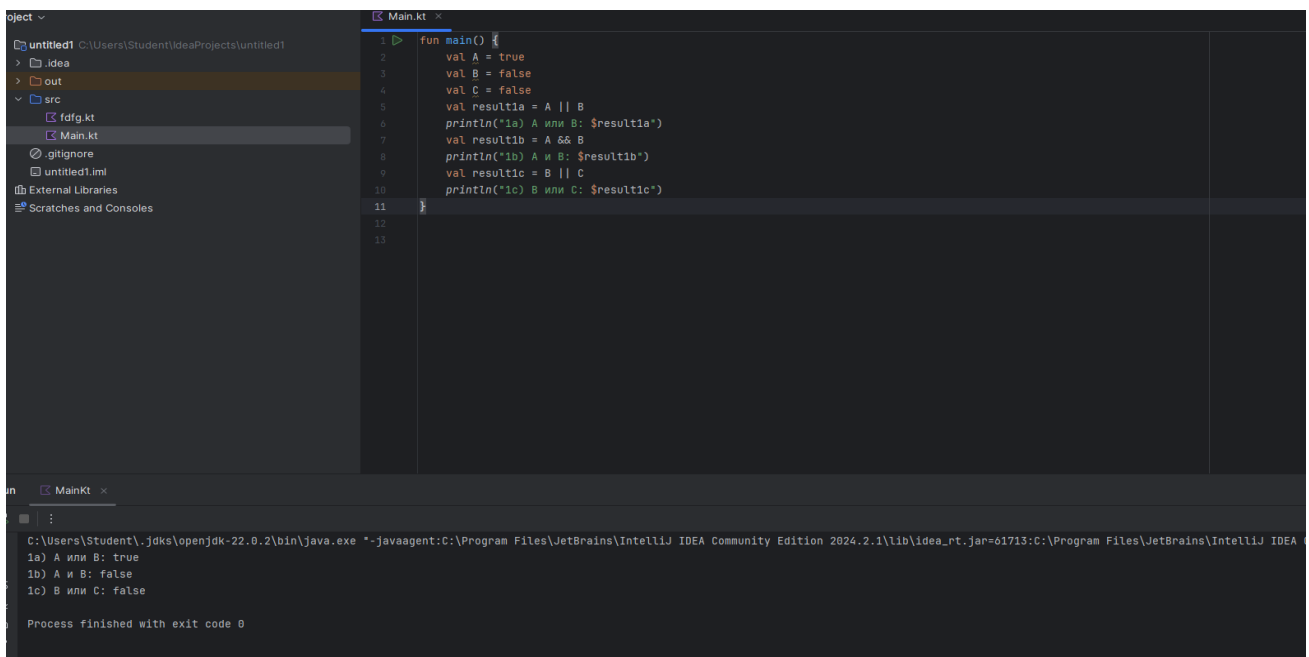 oject
untitled1 C:\Users\Student\IdeaProjects\untitled1
.idea
out
src
fdfg.kt
Main.kt
.gitignore
untitled1.iml
External Libraries
Scratches and Consoles
Main.kt
1 fun main() {
2 val A = true
3 val B = false
4 val C = false
5 val result1a = A || B
6 println("1a) A или B: $result1a")
7 val result1b = A && B
8 println("1b) A и B: $result1b")
9 val result1c = B || C
10 println("1c) B или C: $result1c")
11 }
12
13
un MainKt
C:\Users\Student\.jdks\openjdk-22.0.2\bin\java.exe "-javaagent:C:\Program Files\JetBrains\IntelliJ IDEA Community Edition 2024.2.1\lib\idea_rt.jar=61713:C:\Program Files\JetBrains\IntelliJ IDEA
1a) A или B: true
1b) A и B: false
1c) B или C: false
Process finished with exit code 0